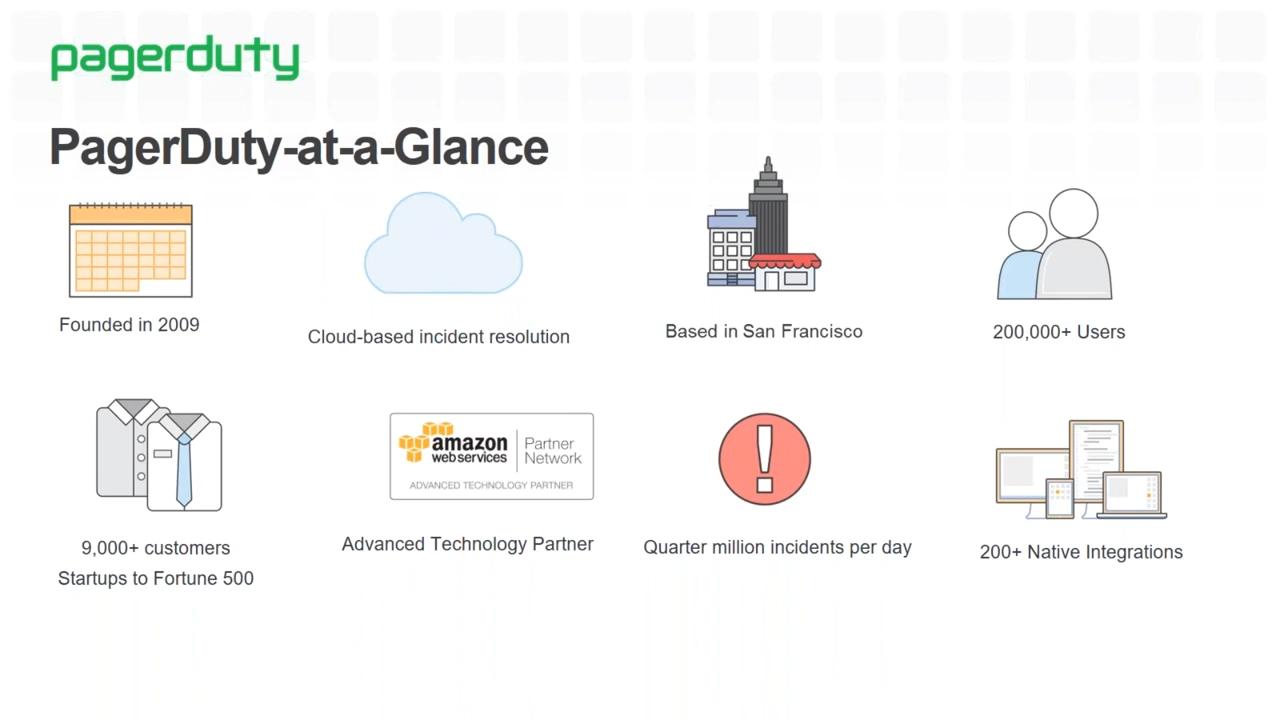 pagerduty
PagerDuty-at-a-Glance
Founded in 2009
Cloud-based incident resolution
Based in San Francisco
200,000+ Users
amazon
webservices
Partner
Network
ADVANCED TECHNOLOGY PARTNER
9,000+ customers
Startups to Fortune 500
Advanced Technology Partner
Quarter million incidents per day
200+ Native Integrations